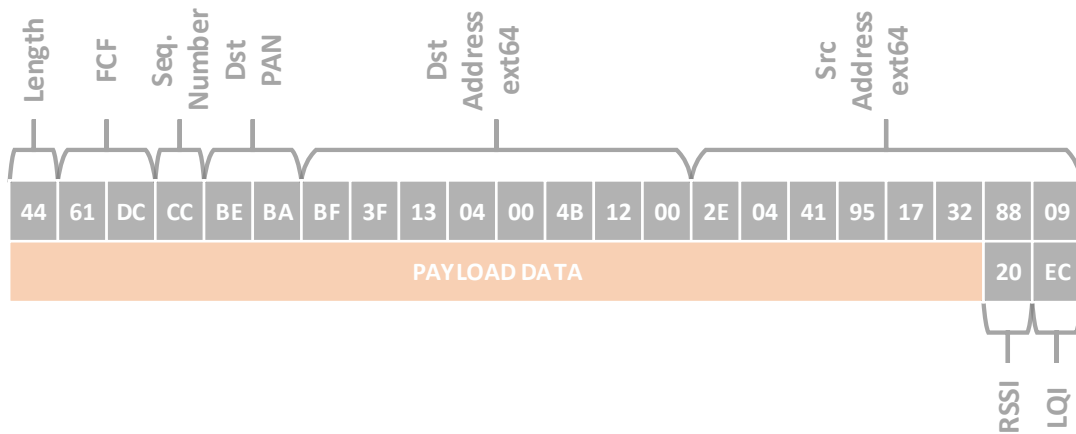 Length
FCF
Seq.
Number
Dst
PAN
Dst
Address
ext64
Src
Address
ext64
44 61 DC CC BE BA BF 3F 13 04 00 4B 12 00 2E 04 41 95 17 32 88 09
PAYLOAD DATA 20 EC
RSSI
LQI